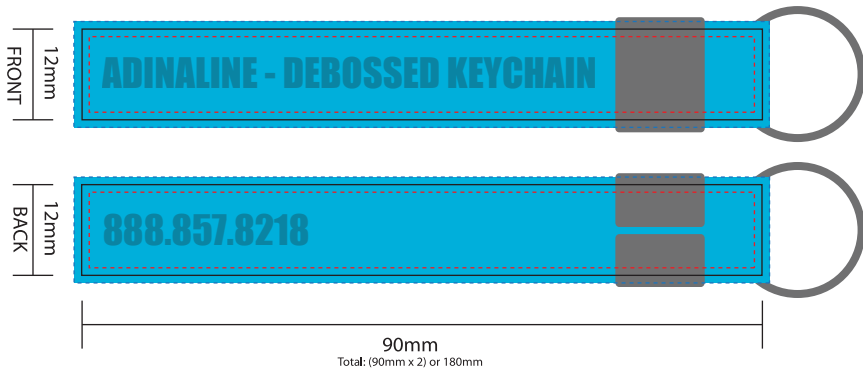 12mm
FRONT
ADINALINE - DEBOSSED KEYCHAIN
12mm
BACK
888.857.8218
90mm
Total: (90mm x 2) or 180mm